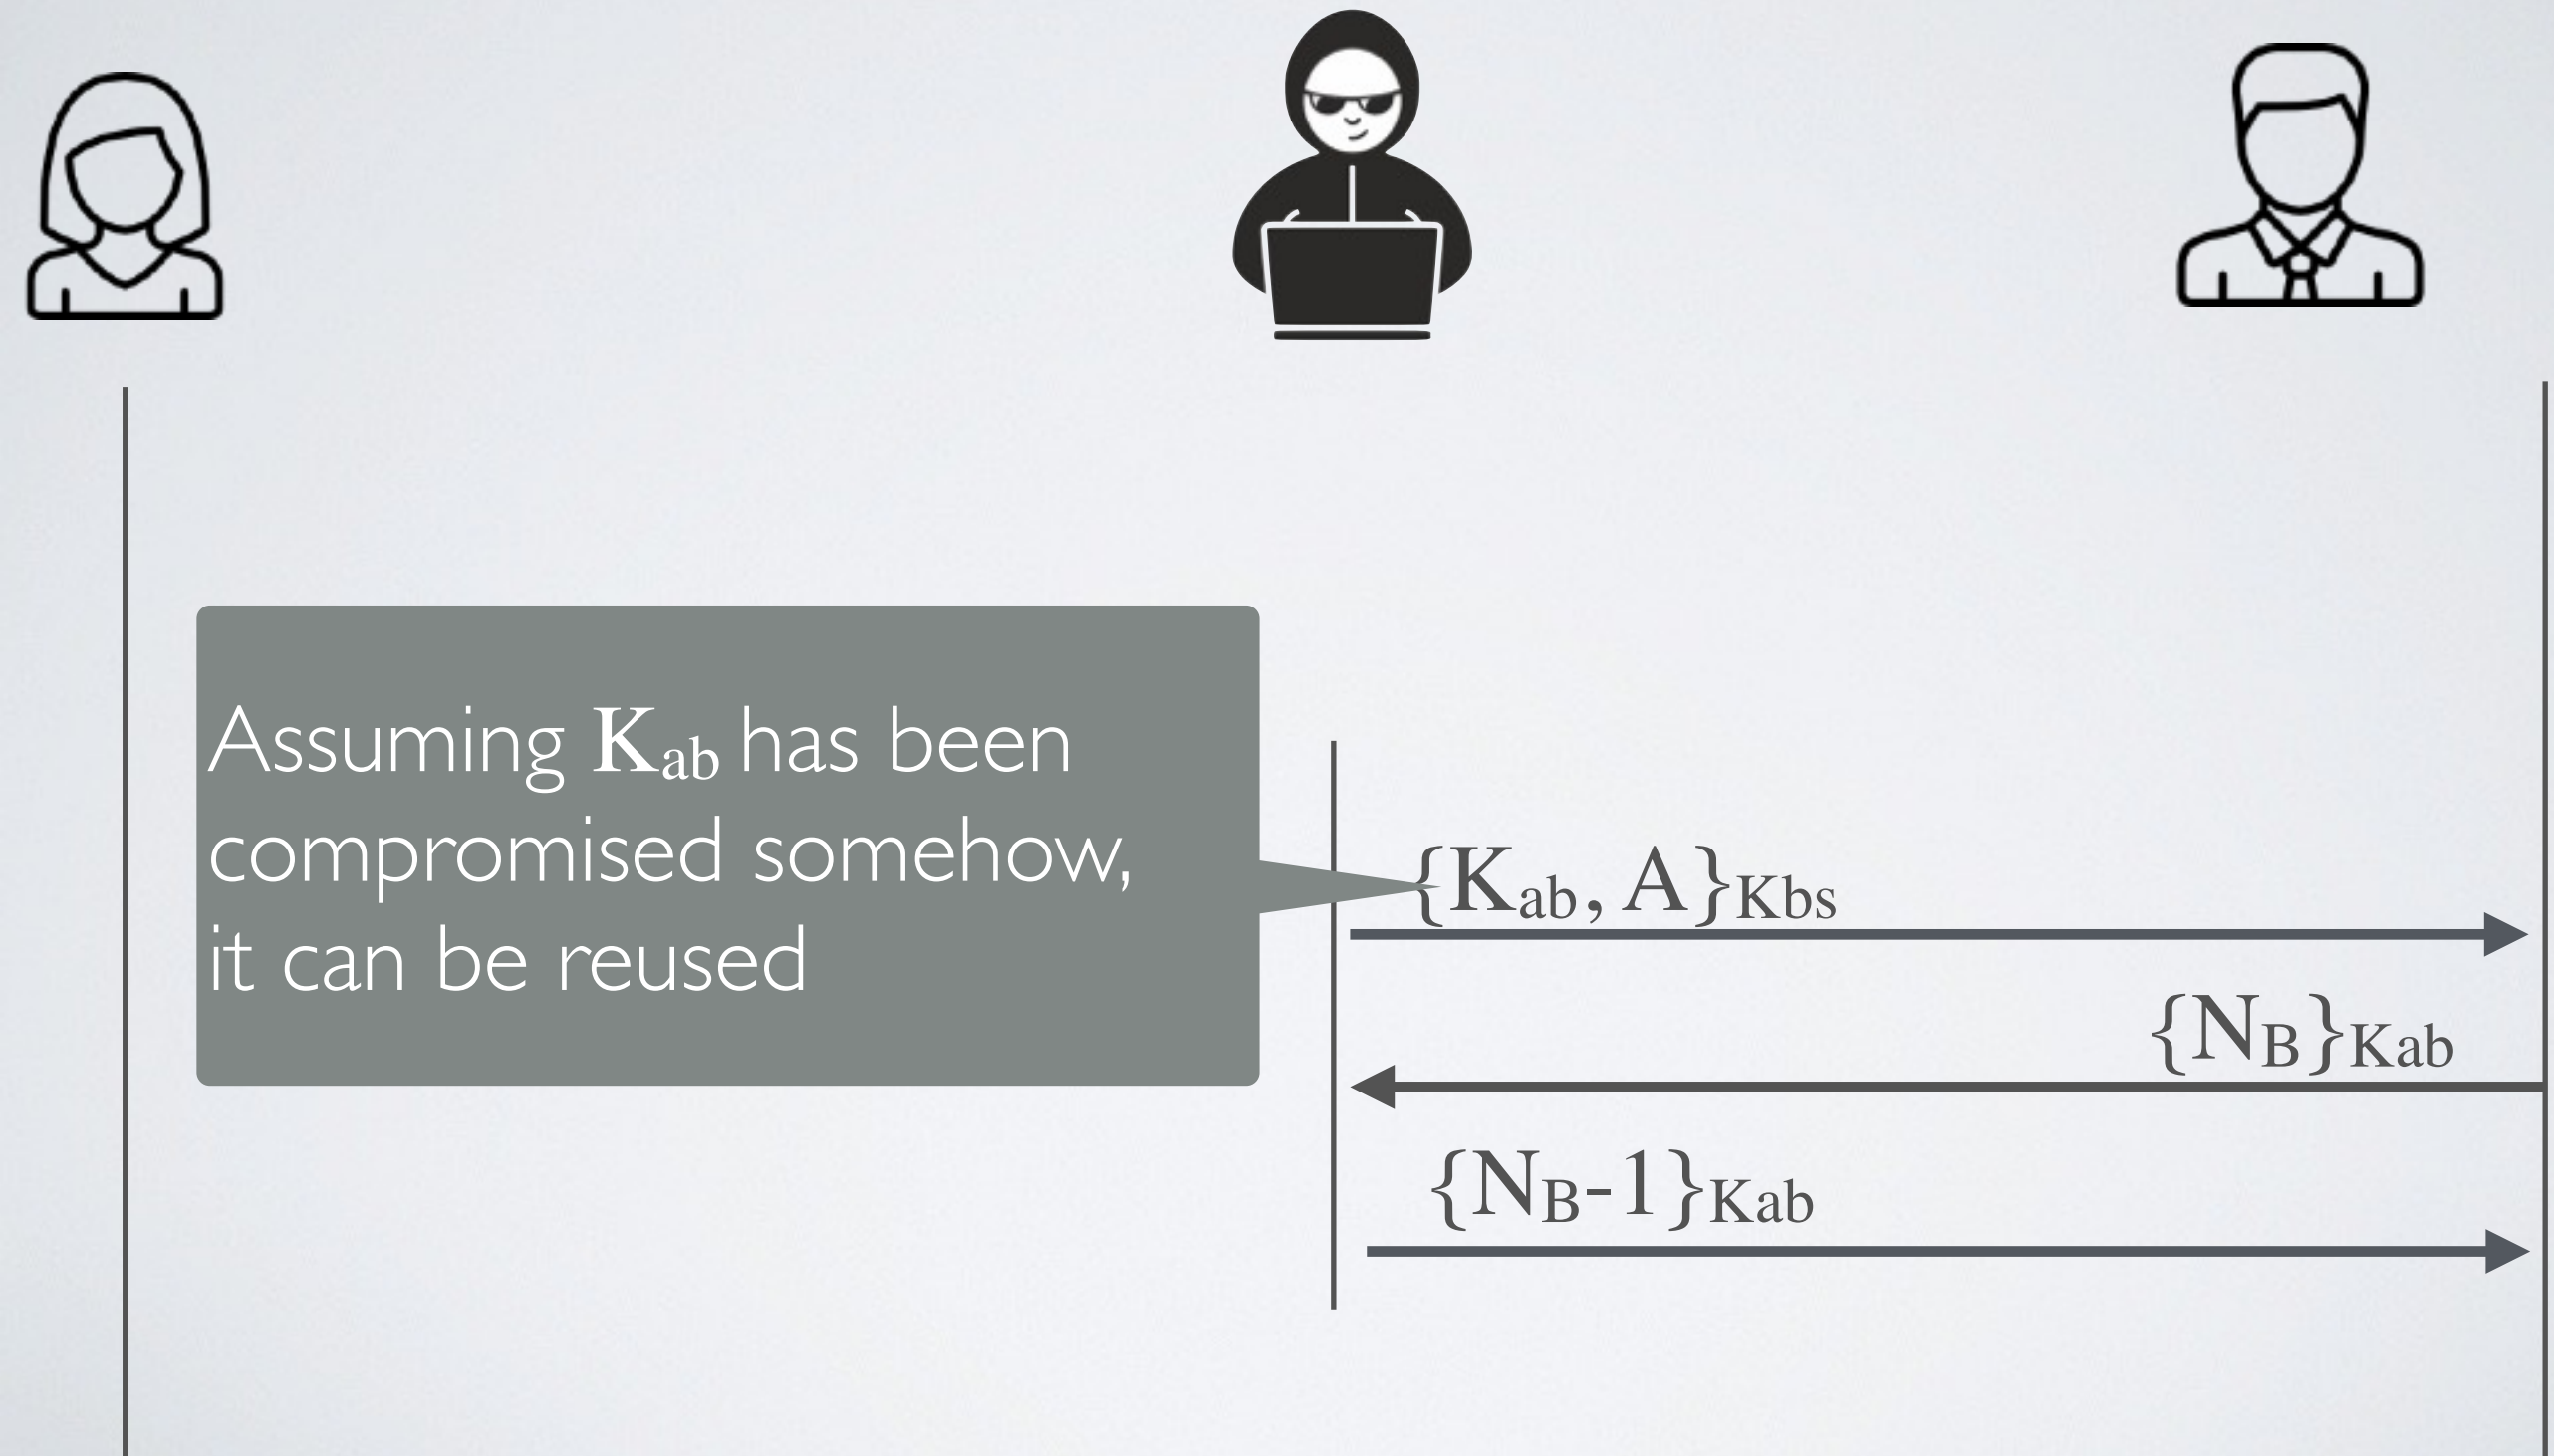 Assuming Kab has been
compromised somehow,
it can be reused
{Kab, A}Kbs
{NB}Kab
{NB-1}Kab